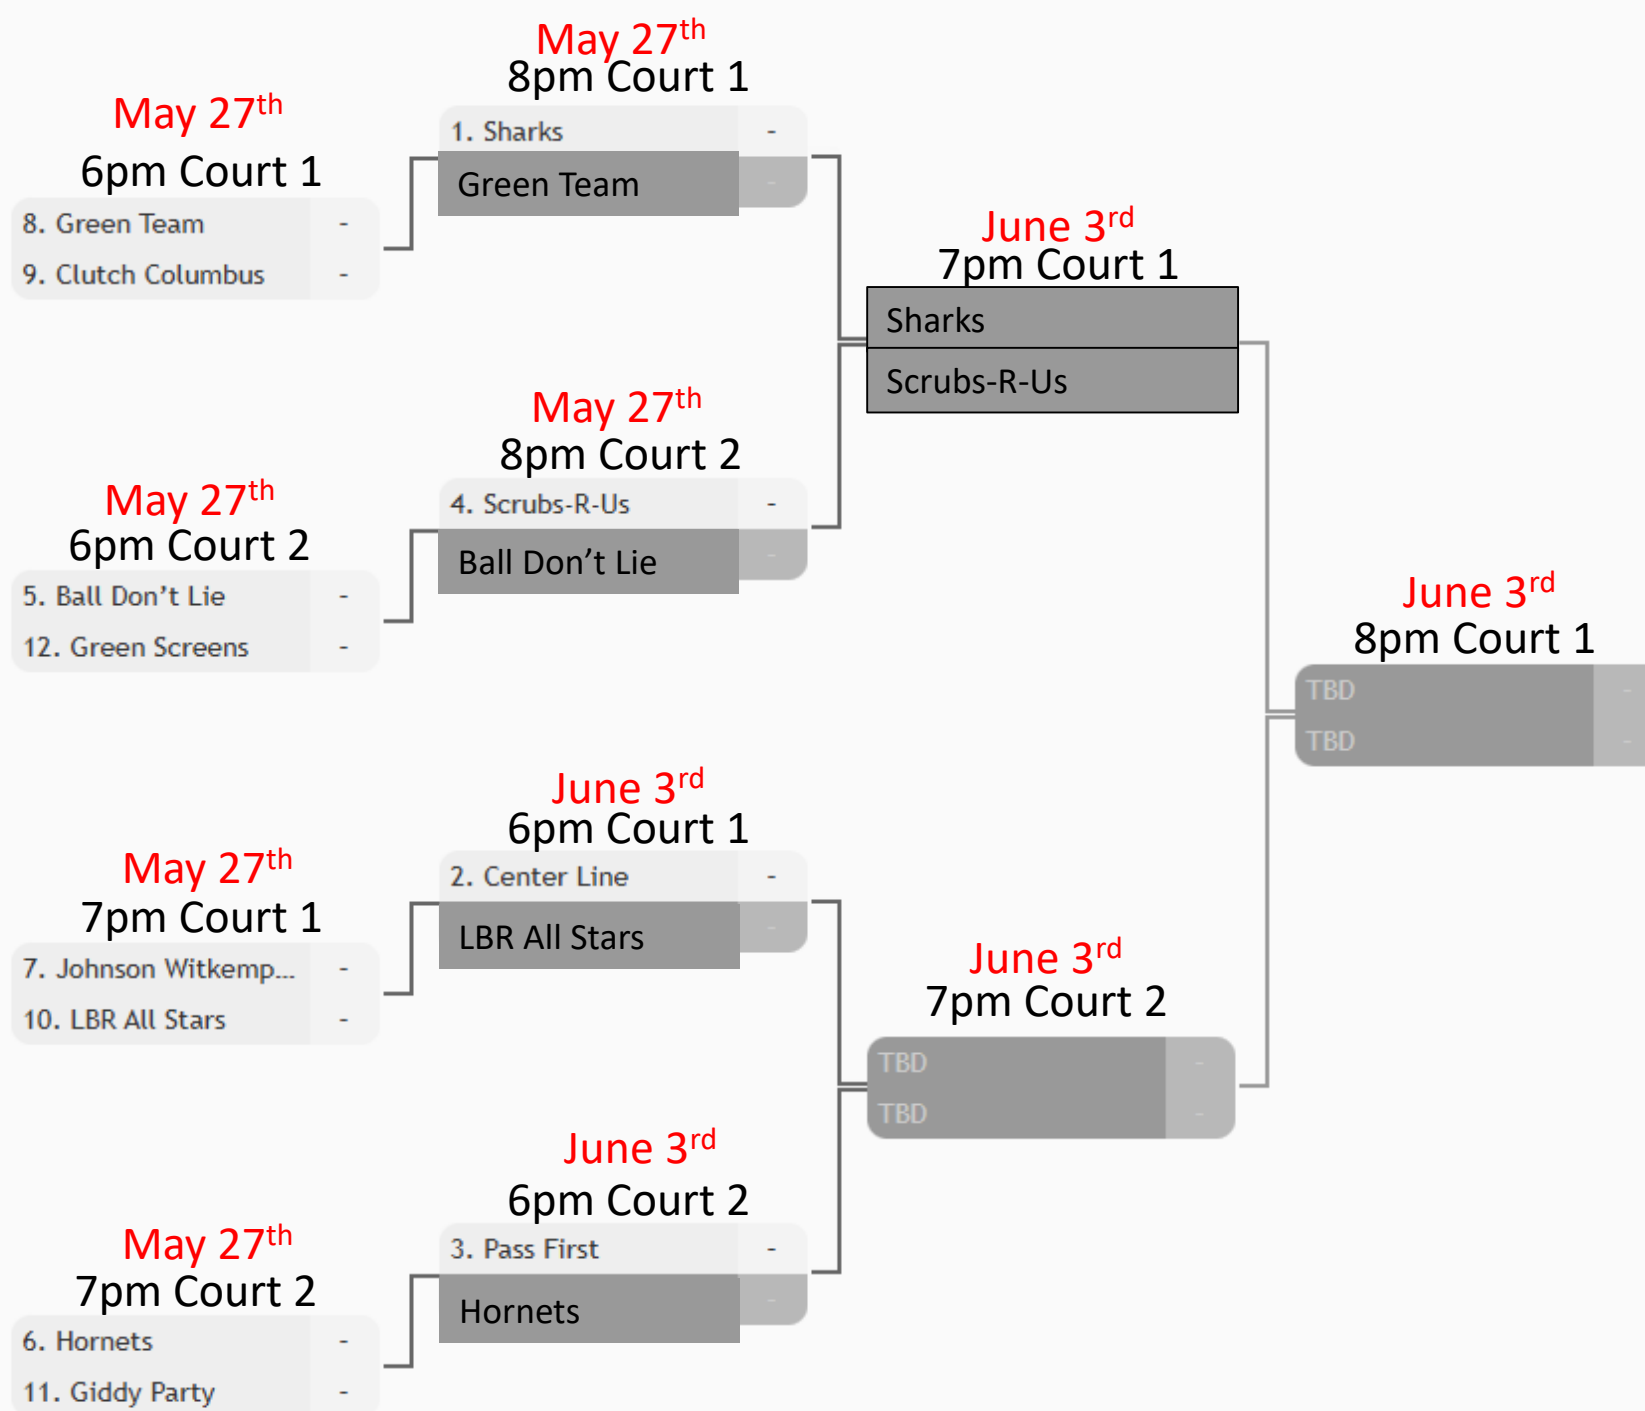 May 27th
6pm Court 1
8. Green Team -
9. Clutch Columbus -
May 27th
6pm Court 2
5. Ball Don’t Lie -
12. Green Screens -
May 27th
7pm Court 1
7. Johnson Witkemp... -
10. LBR All Stars -
May 27th
7pm Court 2
6. Hornets -
11. Giddy Party -
May 27th
8pm Court 1
1. Sharks -
Green Team -
May 27th
8pm Court 2
4. Scrubs-R-Us -
Ball Don’t Lie -
June 3rd
6pm Court 1
2. Center Line -
LBR All Stars -
June 3rd
6pm Court 2
3. Pass First -
Hornets -
June 3rd
7pm Court 1
Sharks
Scrubs-R-Us
June 3rd
7pm Court 2
TBD -
TBD -
June 3rd
8pm Court 1
TBD -
TBD -